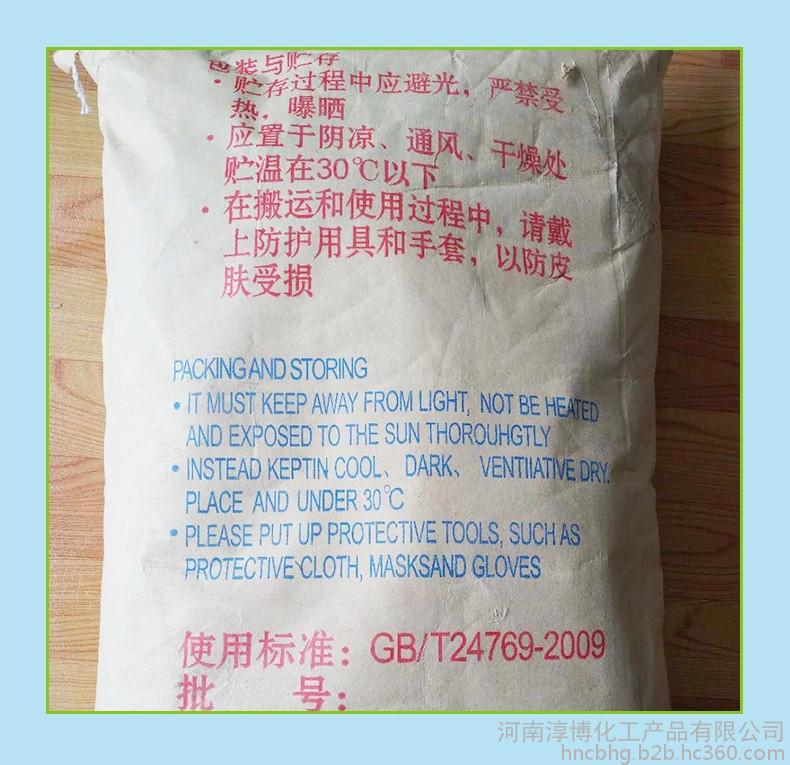 包装与贮存
· 贮存过程中应避光，严禁受
热，曝晒
· 应置于阴凉、通风、干燥处
贮温在30℃以下
· 在搬运和使用过程中，请戴
上防护用具和手套，以防皮
肤受损
PACKING AND STORING
• IT MUST KEEP AWAY FROM LIGHT, NOT BE HEATED
AND EXPOSED TO THE SUN THOROUHGTLY
• INSTEAD KEPTIN COOL、DARK、VENTIIATIVE DRY.
PLACE AND UNDER 30℃
• PLEASE PUT UP PROTECTIVE TOOLS, SUCH AS
PROTECTIVE CLOTH, MASKSAND GLOVES
使用标准：GB/T24769-2009
批 号：
河南淳博化工产品有限公司
hncbhg.b2b.hc360.com